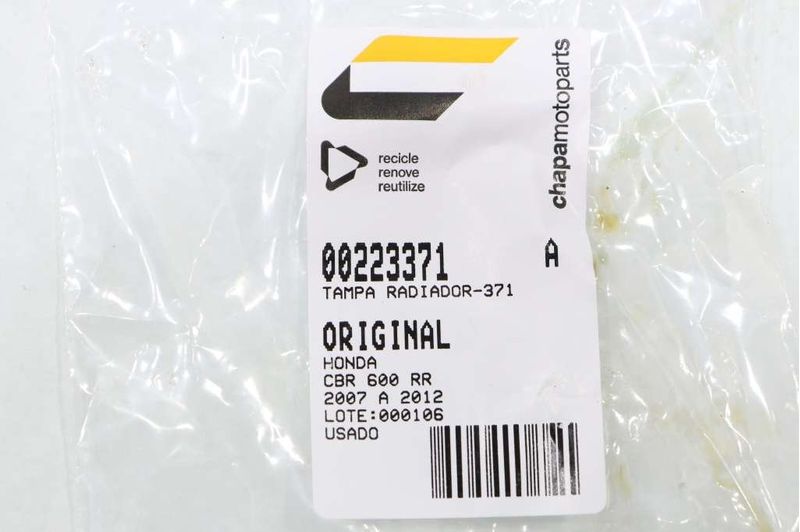 chapamotoparts
recicle
renove
reutilize
00223371 A
TAMPA RADIADOR-371
ORIGINAL
HONDA
CBR 600 RR
2007 A 2012
LOTE:000106
USADO